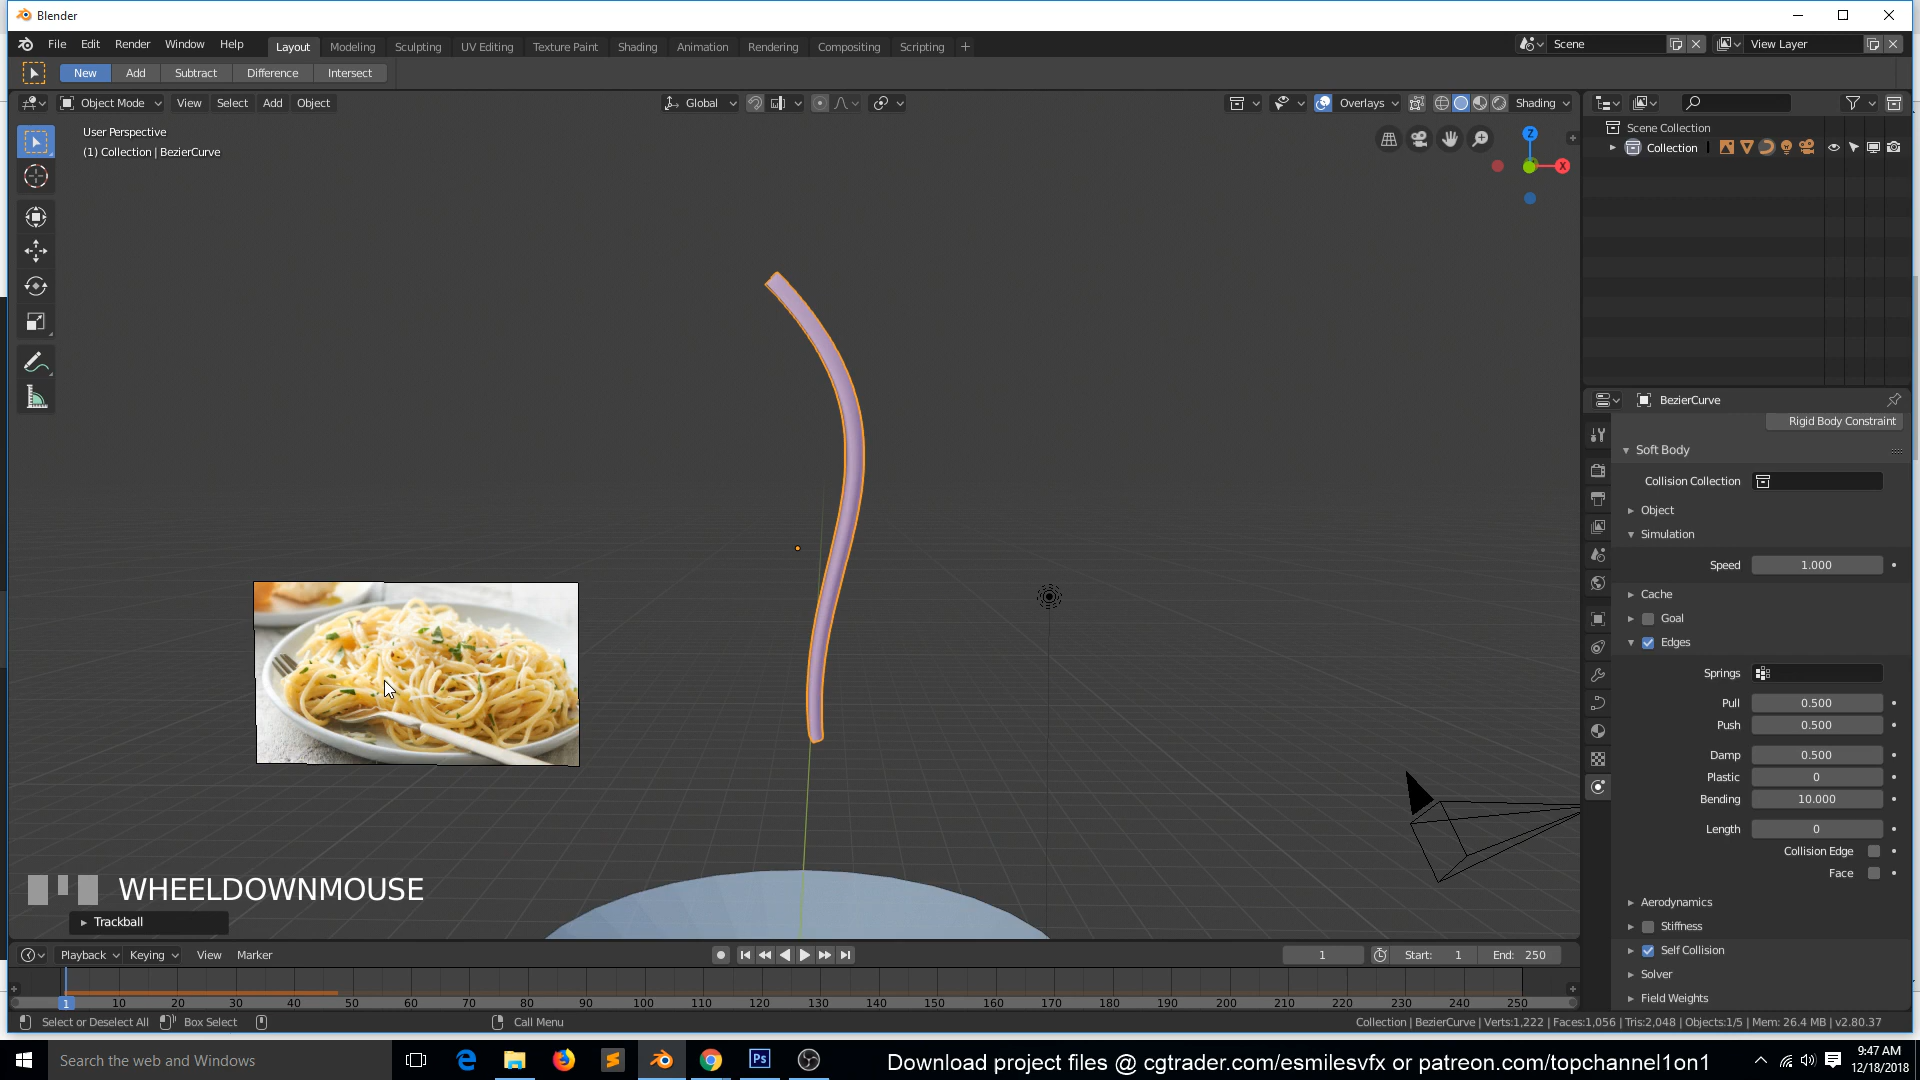 Blender
File Edit Render Window Help Layout Modeling Sculpting UV Editing Texture Paint Shading Animation Rendering Compositing Scripting + Scene View Layer
New Add Subtract Difference Intersect
Object Mode View Select Add Object Global Overlays Shading
User Perspective
(1) Collection | BezierCurve
Z
X
Scene Collection
Collection
BezierCurve
Rigid Body Constraint
Soft Body
Collision Collection
Object
Simulation
Speed 1.000
Cache
Goal
Edges
Springs
Pull 0.500
Push 0.500
Damp 0.500
Plastic 0
Bending 10.000
Length 0
Collision Edge
Face
Aerodynamics
Stiffness
Self Collision
Solver
Field Weights
WHEELDOWNMOUSE
Trackball
Playback Keying View Marker 1 Start: 1 End: 250
1 10 20 30 40 50 60 70 80 90 100 110 120 130 140 150 160 170 180 190 200 210 220 230 240 250
Select or Deselect All Box Select Call Menu Collection | BezierCurve | Verts:1,222 | Faces:1,056 | Tris:2,048 | Objects:1/5 | Mem: 26.4 MB | v2.80.37
Search the web and Windows Ps Download project files @ cgtrader.com/esmilesvfx or patreon.com/topchannel1on1 9:47 AM
12/18/2018